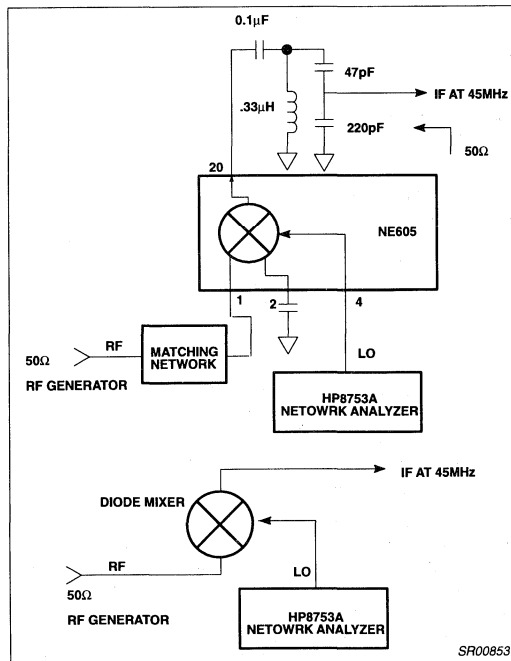 0.1µF
47pF
IF AT 45MHz
.33µH
220pF
50Ω
20
NE605
1
2
4
RF
50Ω
MATCHING
NETWORK
LO
RF GENERATOR
HP8753A
NETOWRK ANALYZER
IF AT 45MHz
DIODE MIXER
RF
LO
50Ω
RF GENERATOR
HP8753A
NETOWRK ANALYZER
SR00853